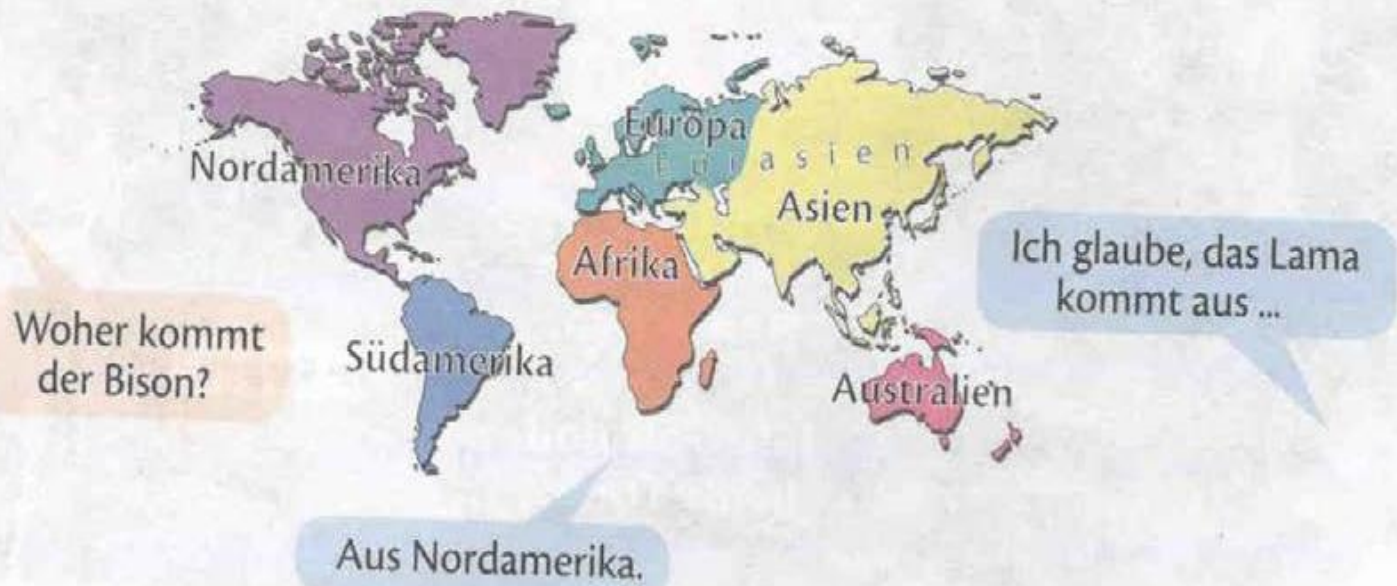 Europa
Eurasien
Nordamerika
Asien
Afrika
Ich glaube, das Lama
kommt aus ...
Woher kommt
der Bison?
Südamerika
Australien
Aus Nordamerika.